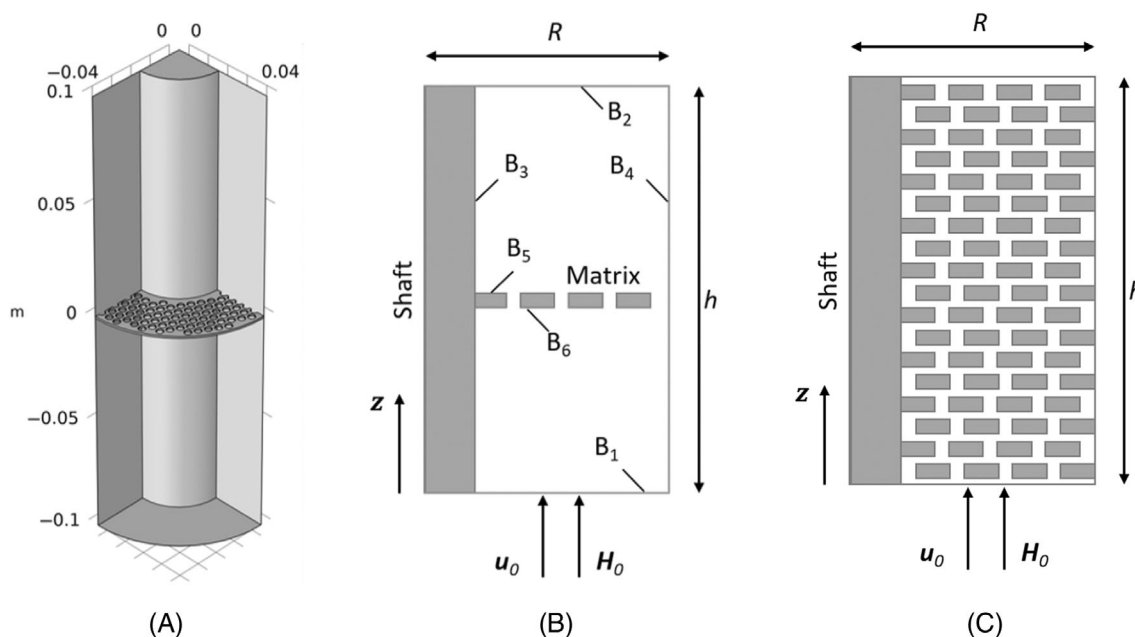 0 0
−0.04 0.04
0.1
0.05
m 0
−0.05
−0.1
(A)
R
B₂
B₃ B₄
Shaft
B₅
Matrix
h
B₆
z
B₁
u₀ H₀
(B)
R
Shaft
h
z
u₀ H₀
(C)